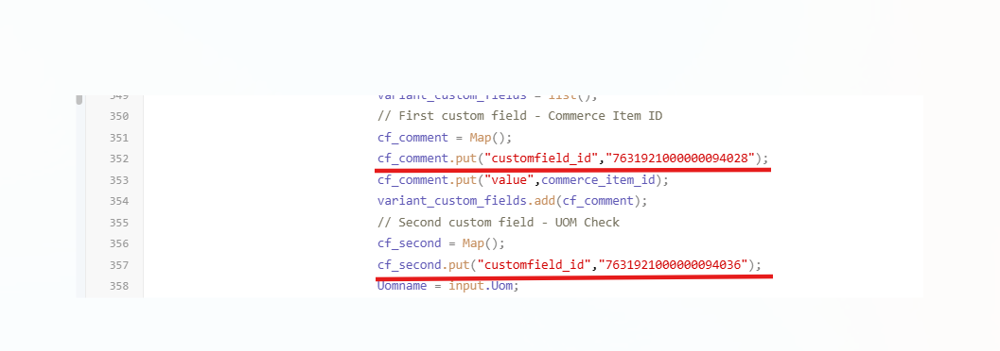 349 variant_custom_fields = list();
350 // First custom field - Commerce Item ID
351 cf_comment = Map();
352 cf_comment.put("customfield_id","7631921000000094028");
353 cf_comment.put("value",commerce_item_id);
354 variant_custom_fields.add(cf_comment);
355 // Second custom field - UOM Check
356 cf_second = Map();
357 cf_second.put("customfield_id","7631921000000094036");
358 Uomname = input.Uom;